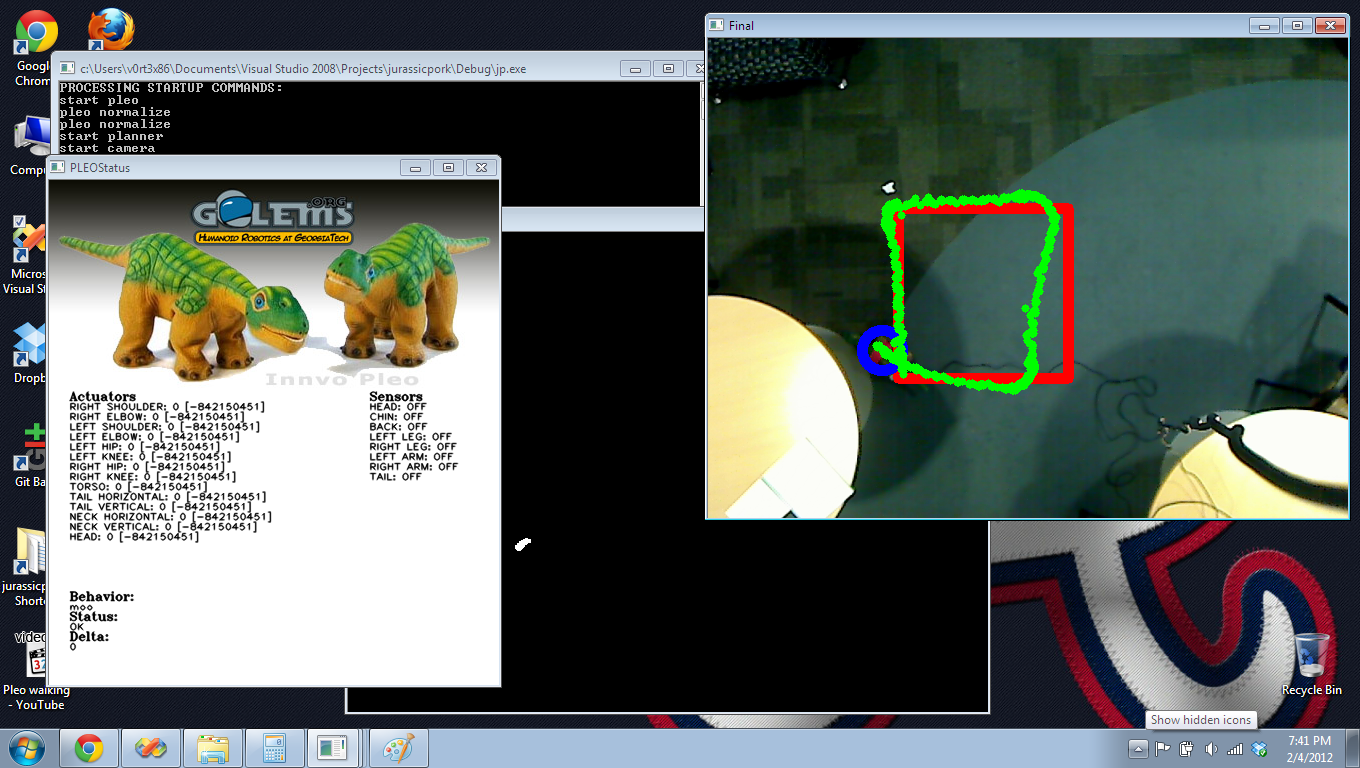 Final
Googl
Chrom
c:\Users\v0rt3x86\Documents\Visual Studio 2008\Projects\jurassicpork\Debug\jp.exe
PROCESSING STARTUP COMMANDS:
start pleo
pleo normalize
pleo normalize
start planner
start camera
Compu
PLEOStatus
GOLEMS
.ORG
HUMANOID ROBOTICS AT GEORGIATECH
Micros
Visual St
Innvo Pleo
Dropb
Actuators
RIGHT SHOULDER: 0 [-842150451]
RIGHT ELBOW: 0 [-842150451]
LEFT SHOULDER: 0 [-842150451]
LEFT ELBOW: 0 [-842150451]
LEFT HIP: 0 [-842150451]
LEFT KNEE: 0 [-842150451]
RIGHT HIP: 0 [-842150451]
RIGHT KNEE: 0 [-842150451]
TORSO: 0 [-842150451]
TAIL HORIZONTAL: 0 [-842150451]
TAIL VERTICAL: 0 [-842150451]
NECK HORIZONTAL: 0 [-842150451]
NECK VERTICAL: 0 [-842150451]
HEAD: 0 [-842150451]
Sensors
HEAD: OFF
CHIN: OFF
BACK: OFF
LEFT LEG: OFF
RIGHT LEG: OFF
LEFT ARM: OFF
RIGHT ARM: OFF
TAIL: OFF
Git Ba
jurassicp
Shorto
Behavior:
moo
Status:
OK
Delta:
0
video
32
Pleo walking
- YouTube
Recycle Bin
Show hidden icons
7:41 PM
2/4/2012